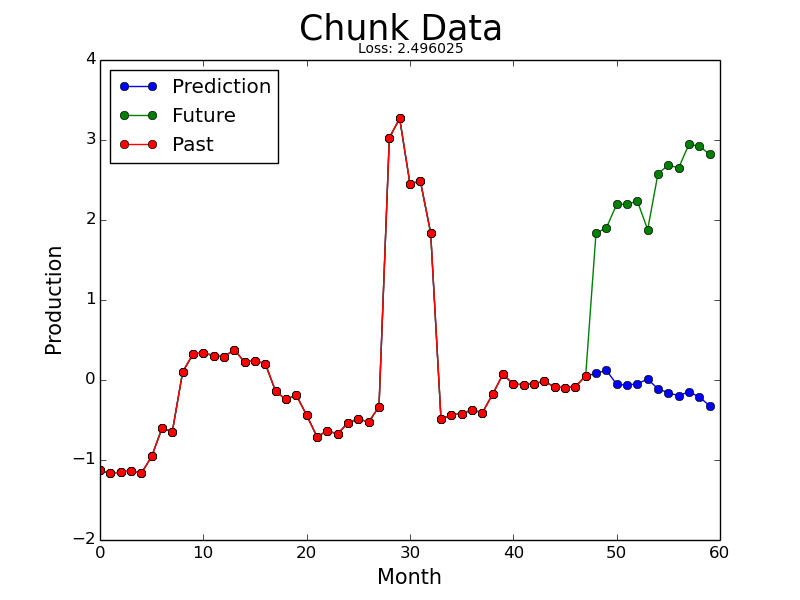 Chunk Data
Loss: 2.496025
Prediction
Future
Past
4
3
2
1
0
−1
−2
Production
0 10 20 30 40 50 60
Month